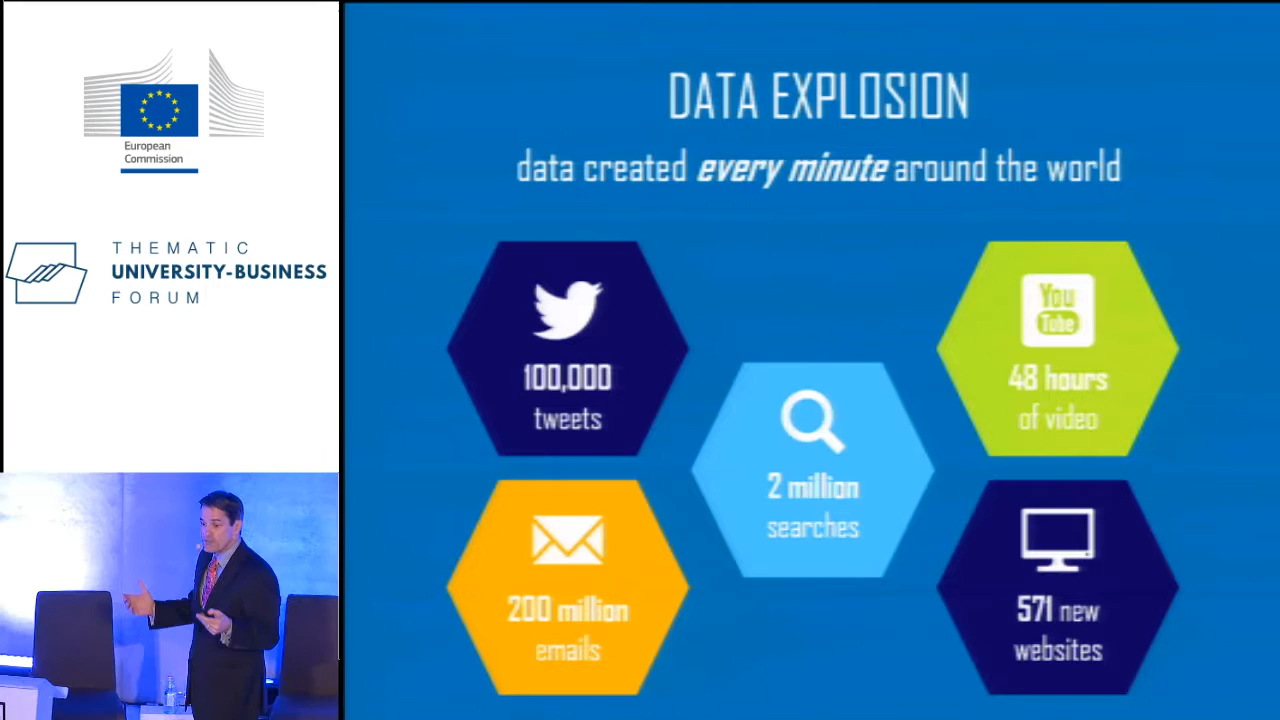 European
Commission
THEMATIC
UNIVERSITY-BUSINESS
FORUM
DATA EXPLOSION
data created every minute around the world
100,000
tweets
You
Tube
48 hours
of video
2 million
searches
200 million
emails
571 new
websites